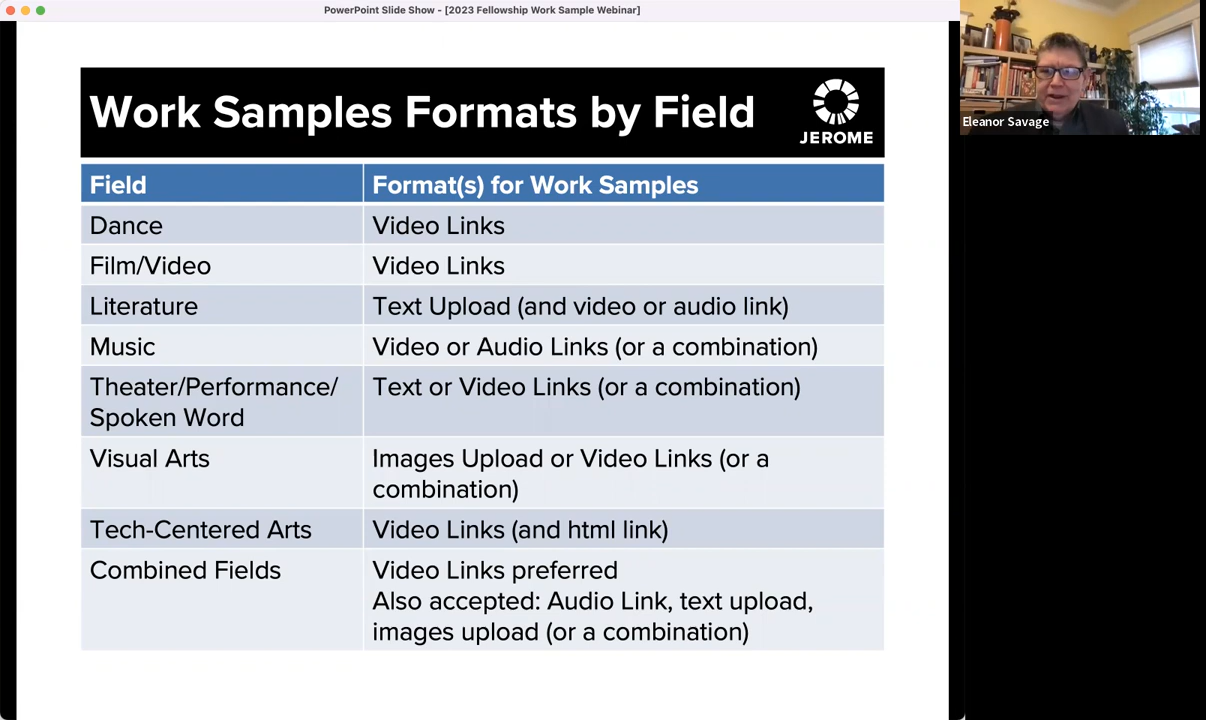 PowerPoint Slide Show - [2023 Fellowship Work Sample Webinar]
Work Samples Formats by Field
JEROME
Eleanor Savage
Field Format(s) for Work Samples
Dance Video Links
Film/Video Video Links
Literature Text Upload (and video or audio link)
Music Video or Audio Links (or a combination)
Theater/Performance/ Text or Video Links (or a combination)
Spoken Word
Visual Arts Images Upload or Video Links (or a
combination)
Tech-Centered Arts Video Links (and html link)
Combined Fields Video Links preferred
Also accepted: Audio Link, text upload,
images upload (or a combination)